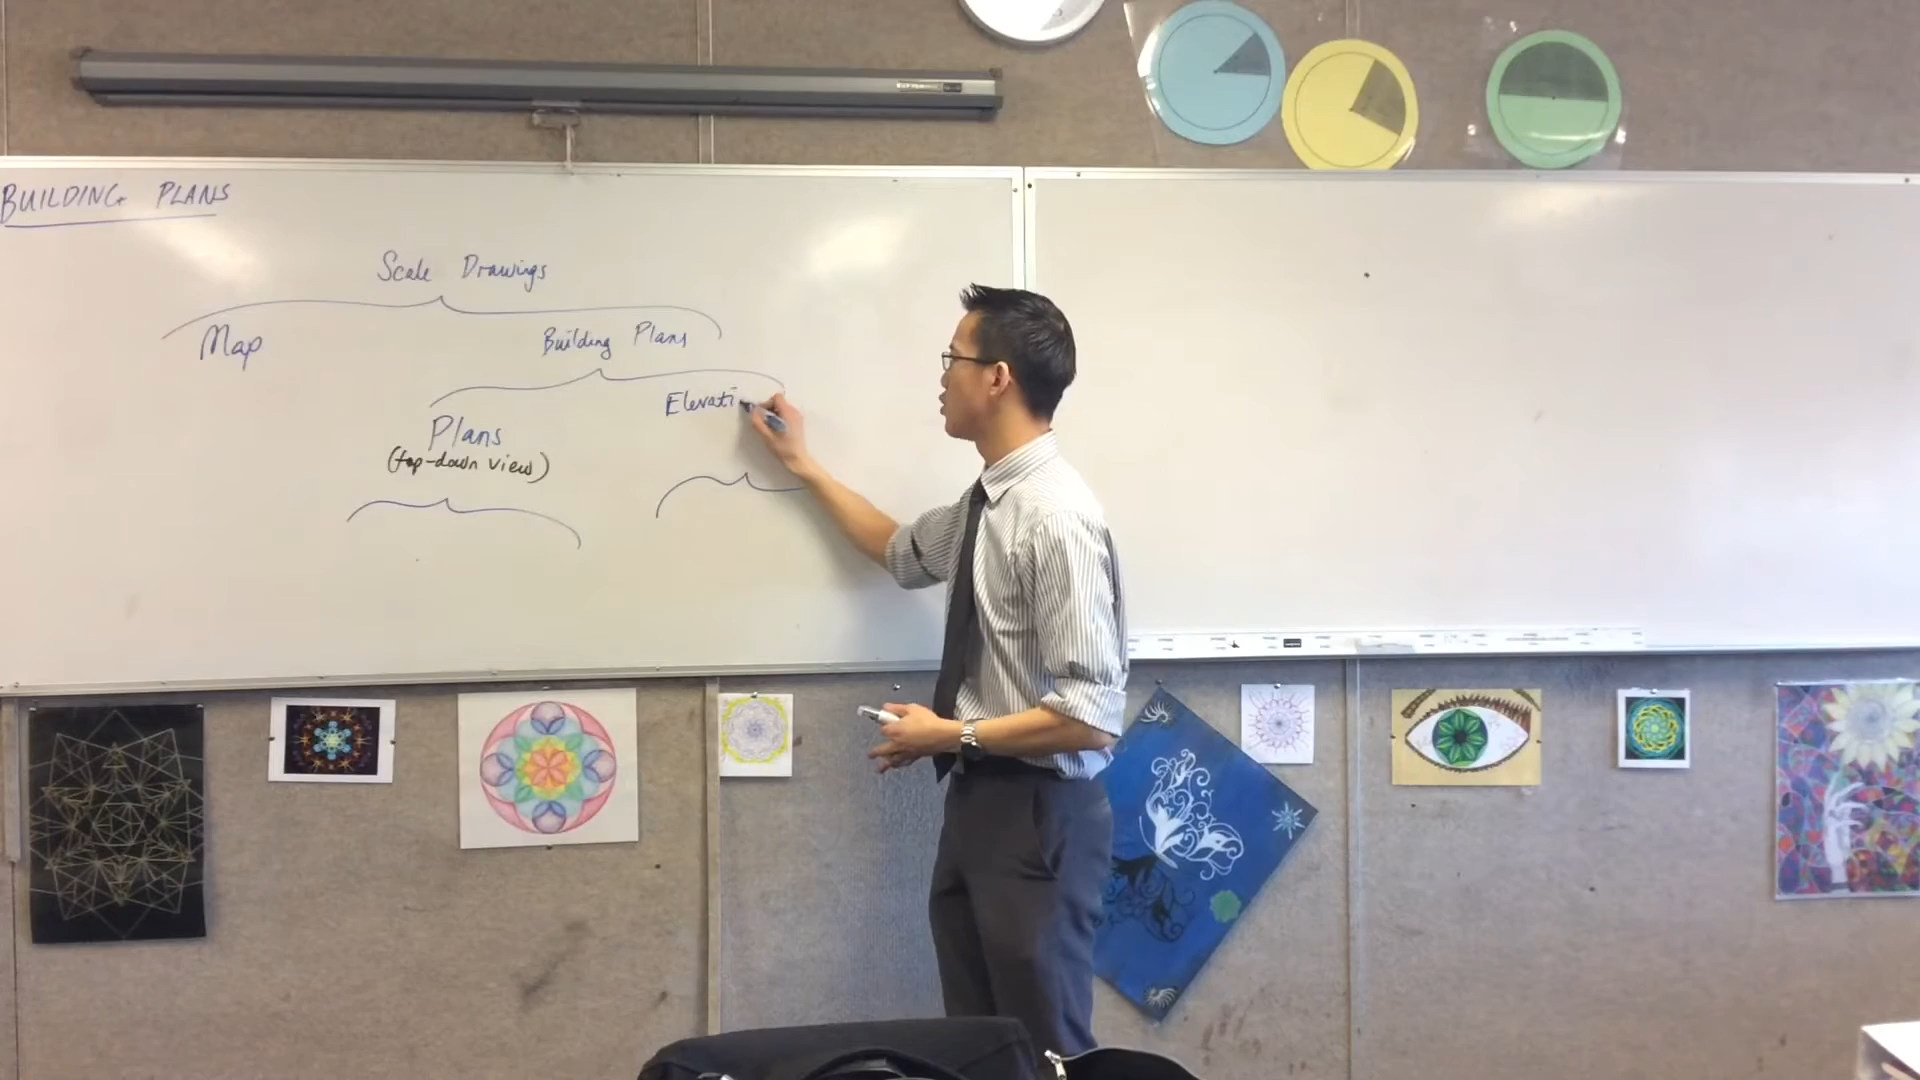 BUILDING PLANS
Scale Drawings
Map
Building Plans
Elevati
Plans
(top-down view)